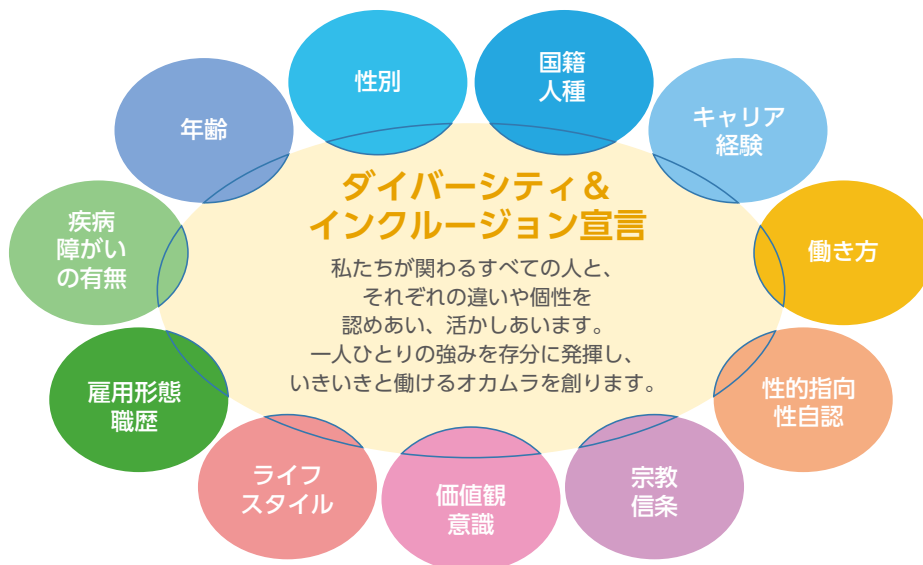 性別
国籍
人種
年齢
キャリア
経験
ダイバーシティ＆
インクルージョン宣言
疾病
障がい
の有無
働き方
私たちが関わるすべての人と、
それぞれの違いや個性を
認めあい、活かしあいます。
一人ひとりの強みを存分に発揮し、
いきいきと働けるオカムラを創ります。
雇用形態
職歴
性的指向
性自認
ライフ
スタイル
価値観
意識
宗教
信条